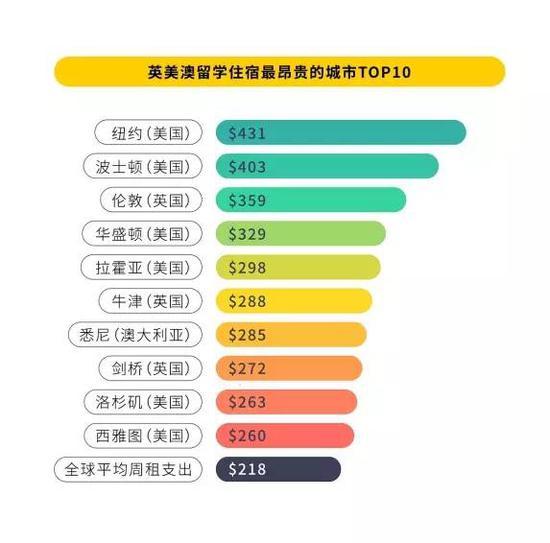 英美澳留学住宿最昂贵的城市TOP10
纽约(美国) $431
波士顿(美国) $403
伦敦(英国) $359
华盛顿(美国) $329
拉霍亚(美国) $298
牛津(英国) $288
悉尼(澳大利亚) $285
剑桥(英国) $272
洛杉矶(美国) $263
西雅图(美国) $260
全球平均周租支出 $218